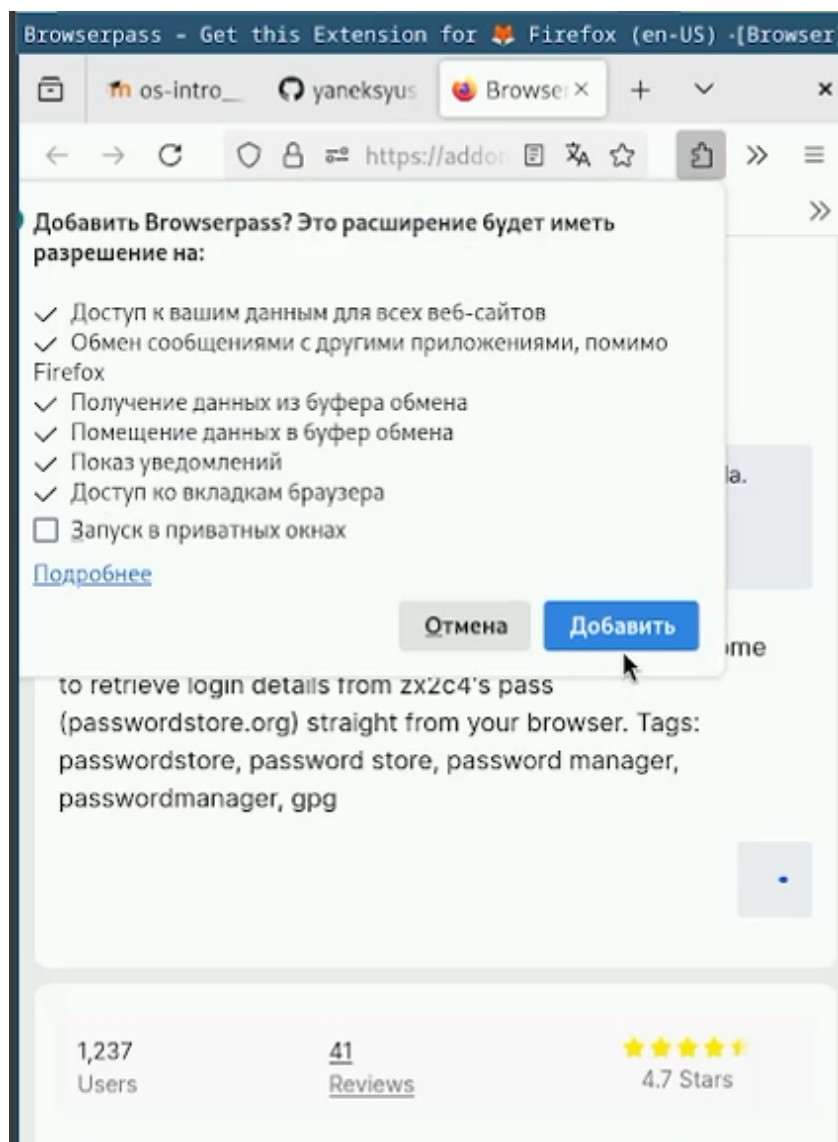 Browserpass – Get this Extension for 🦊 Firefox (en-US) -[Browser
os-intro__ yaneksyus Browse
https://addon
Добавить Browserpass? Это расширение будет иметь
разрешение на:
Доступ к вашим данным для всех веб-сайтов
Обмен сообщениями с другими приложениями, помимо
Firefox
Получение данных из буфера обмена
Помещение данных в буфер обмена
Показ уведомлений
Доступ ко вкладкам браузера
Запуск в приватных окнах
Подробнее
la.
Отмена Добавить
ome
to retrieve login details from zx2c4's pass
(passwordstore.org) straight from your browser. Tags:
passwordstore, password store, password manager,
passwordmanager, gpg
1,237 41
Users Reviews 4.7 Stars